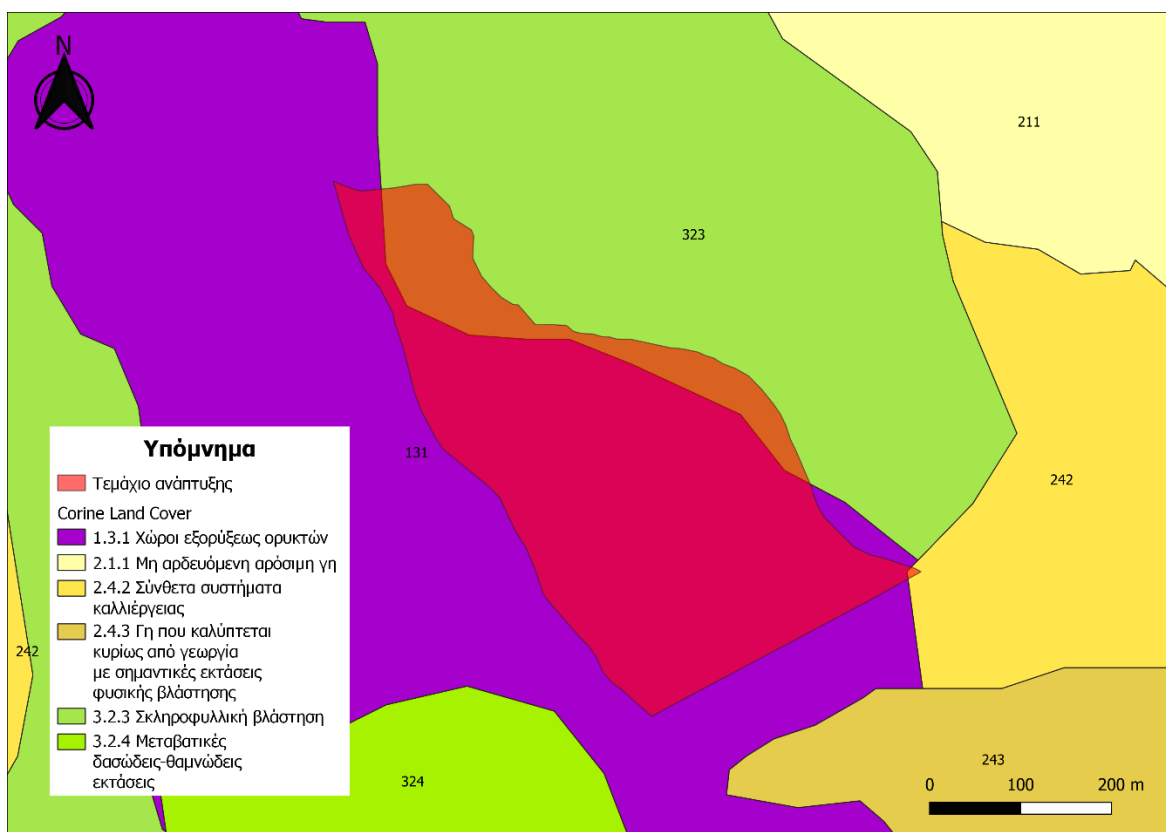 N
211
323
131
242
242
324
243
Υπόμνημα
Τεμάχιο ανάπτυξης
Corine Land Cover
1.3.1 Χώροι εξορύξεως ορυκτών
2.1.1 Μη αρδευόμενη αρόσιμη γη
2.4.2 Σύνθετα συστήματα
καλλιέργειας
2.4.3 Γη που καλύπτεται
κυρίως από γεωργία
με σημαντικές εκτάσεις
φυσικής βλάστησης
3.2.3 Σκληροφυλλική βλάστηση
3.2.4 Μεταβατικές
δασώδεις-θαμνώδεις
εκτάσεις
0 100 200 m